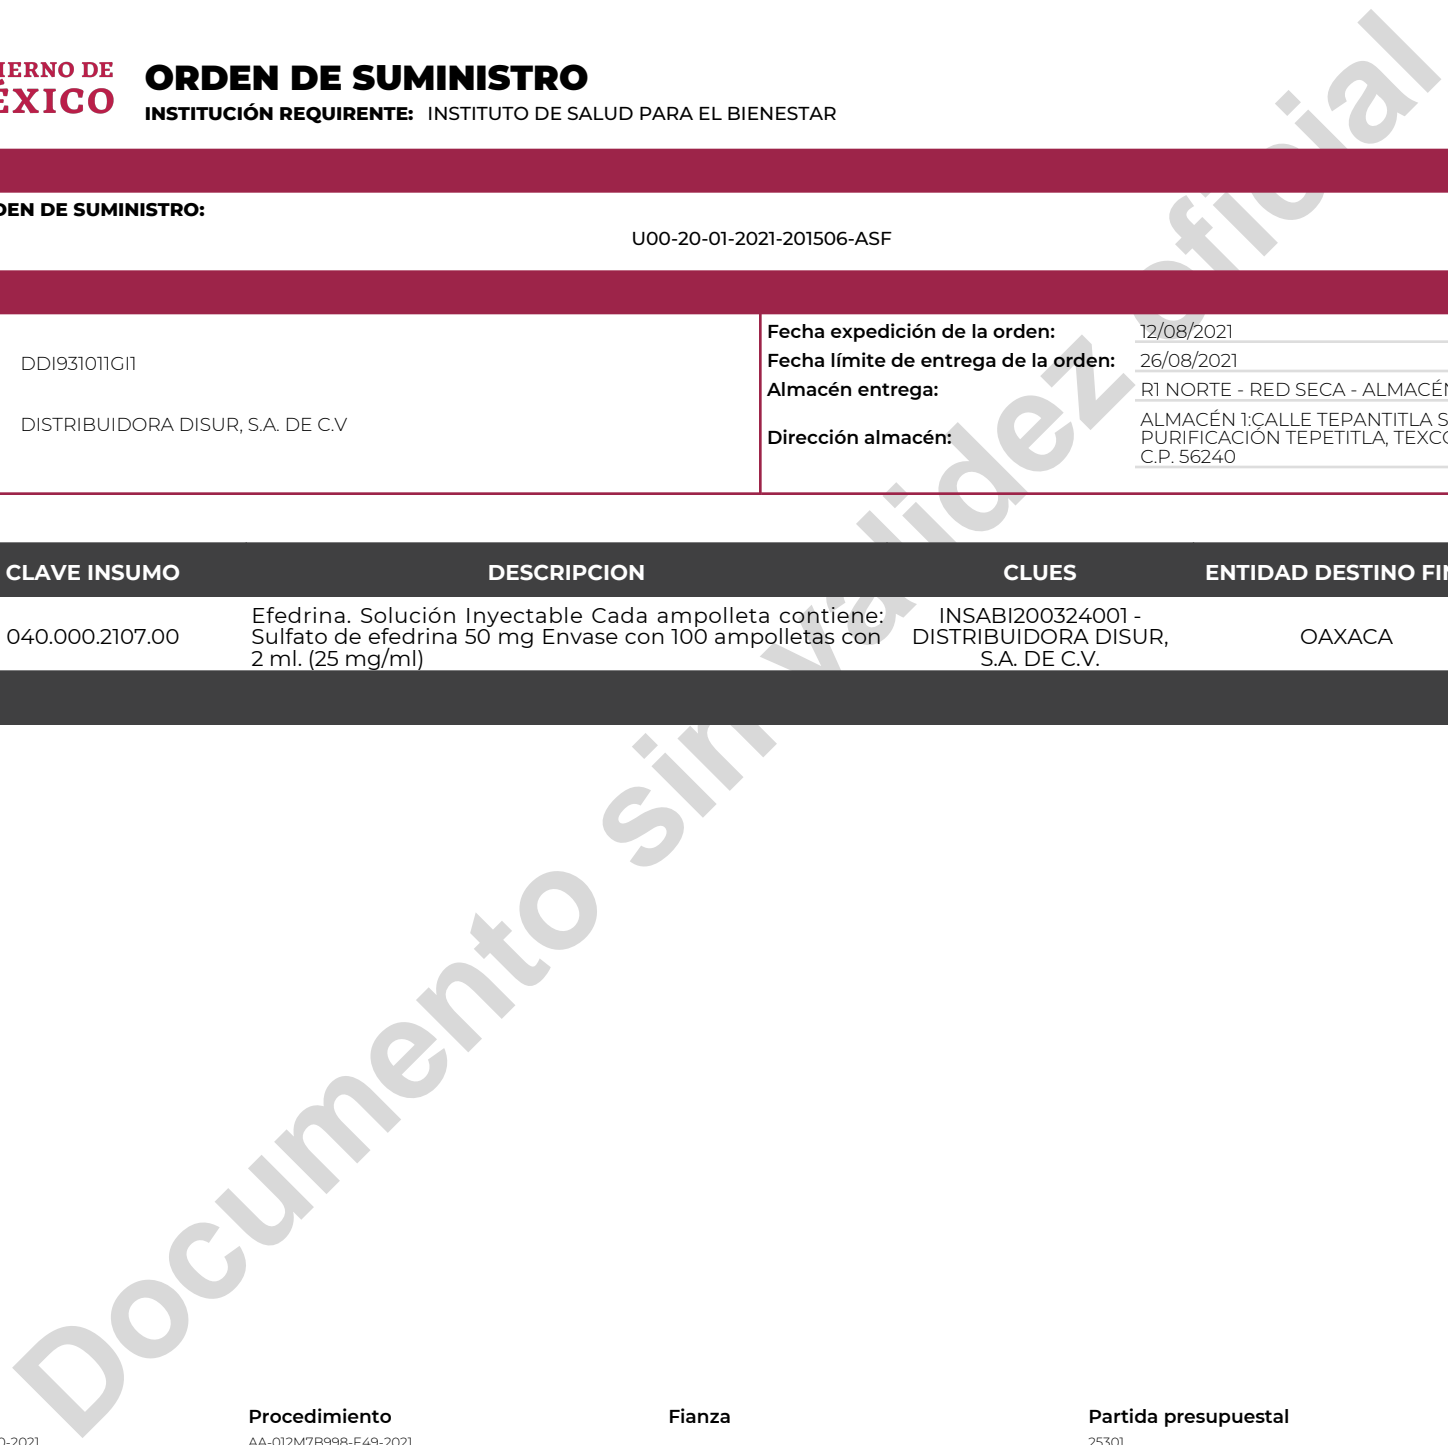 ORDEN DE SUMINISTRO
INSTITUCIÓN REQUIRENTE: INSTITUTO DE SALUD PARA EL BIENESTAR
DEN DE SUMINISTRO:
U00-20-01-2021-201506-ASF
DDI931011GI1
DISTRIBUIDORA DISUR, S.A. DE C.V
Fecha expedición de la orden: 12/08/2021
Fecha límite de entrega de la orden: 26/08/2021
Almacén entrega: R1 NORTE - RED SECA - ALMACÉN
Dirección almacén: ALMACÉN 1:CALLE TEPANTITLA S
PURIFICACIÓN TEPETITLA, TEXCO
C.P. 56240
CLAVE INSUMO DESCRIPCION CLUES ENTIDAD DESTINO FIN
040.000.2107.00
Efedrina. Solución Inyectable Cada ampolleta contiene:
Sulfato de efedrina 50 mg Envase con 100 ampolletas con
2 ml. (25 mg/ml)
INSABI200324001 -
DISTRIBUIDORA DISUR,
S.A. DE C.V.
OAXACA
Documento sin validez oficial
Procedimiento Fianza Partida presupuestal
AA-012M7B998-E49-2021
25301
IERNO DE
ÉXICO
0-2021